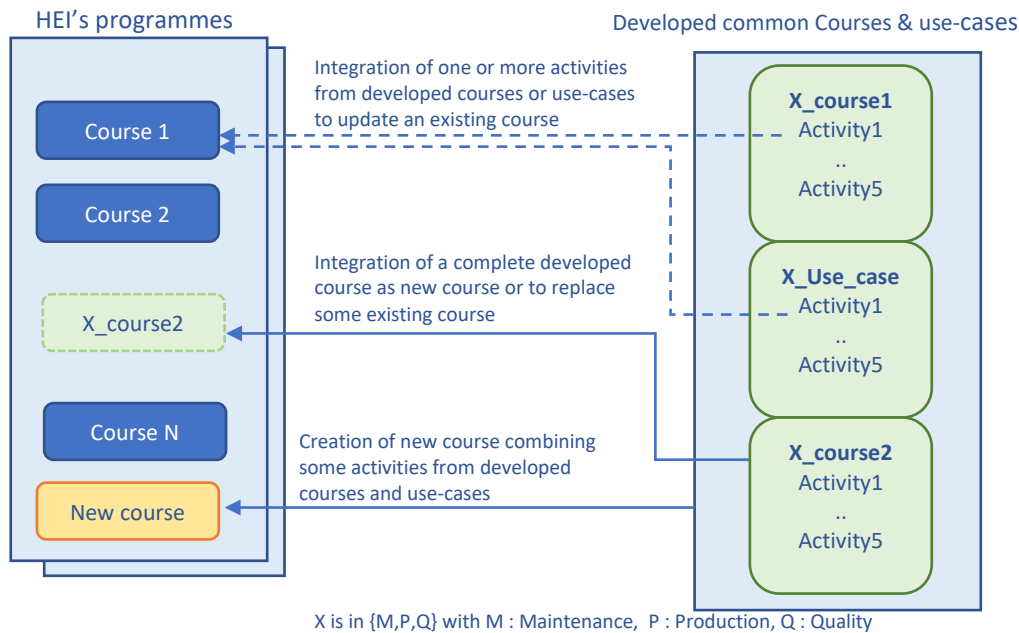 HEI's programmes
Developed common Courses & use-cases
Course 1
Course 2
X_course2
Course N
New course
Integration of one or more activities
from developed courses or use-cases
to update an existing course
Integration of a complete developed
course as new course or to replace
some existing course
Creation of new course combining
some activities from developed
courses and use-cases
X_course1
Activity1
..
Activity5
X_Use_case
Activity1
..
Activity5
X_course2
Activity1
..
Activity5
X is in {M,P,Q} with M : Maintenance, P : Production, Q : Quality